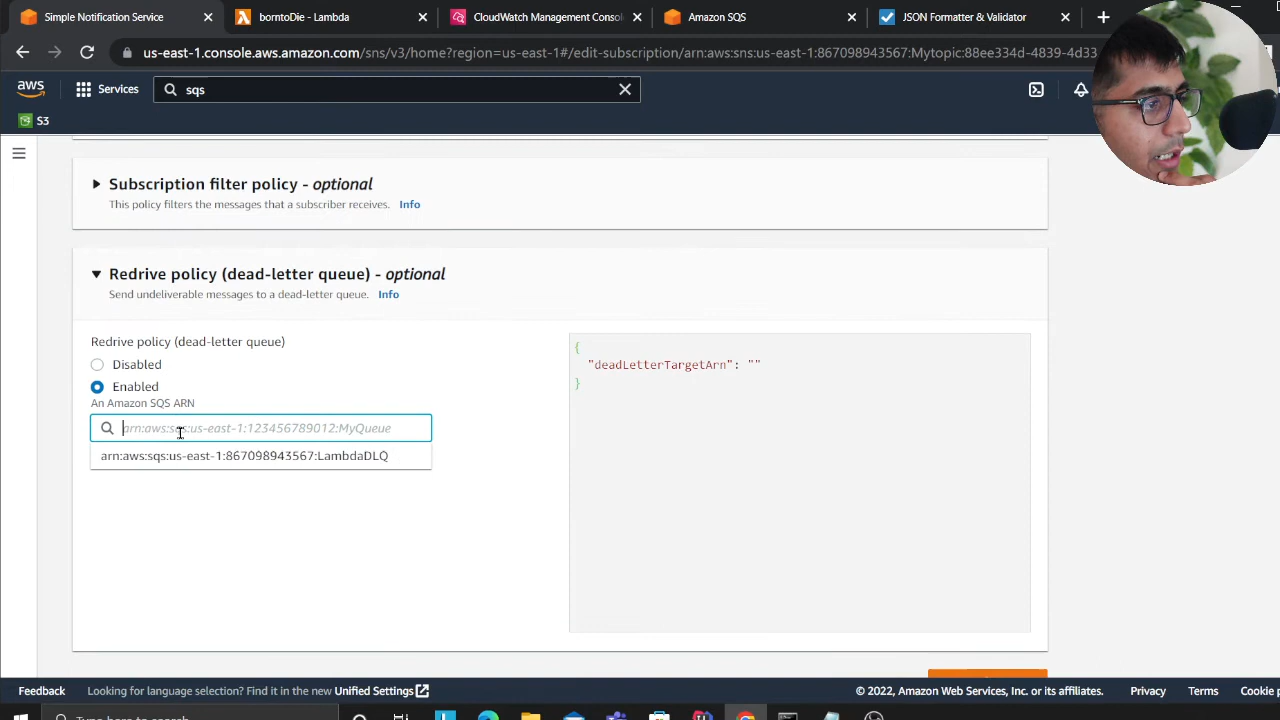 Simple Notification Service
borntoDie - Lambda
CloudWatch Management Conso
Amazon SQS
JSON Formatter & Validator
us-east-1.console.aws.amazon.com/sns/v3/home?region=us-east-1#/edit-subscription/arn:aws:sns:us-east-1:867098943567:Mytopic:88ee334d-4839-4d33
aws
Services
sqs
S3
Subscription filter policy - optional
This policy filters the messages that a subscriber receives. Info
Redrive policy (dead-letter queue) - optional
Send undeliverable messages to a dead-letter queue. Info
Redrive policy (dead-letter queue)
Disabled
Enabled
An Amazon SQS ARN
arn:aws:sqs:us-east-1:123456789012:MyQueue
arn:aws:sqs:us-east-1:867098943567:LambdaDLQ
{
"deadLetterTargetArn": ""
}
Feedback
Looking for language selection? Find it in the new Unified Settings
© 2022, Amazon Web Services, Inc. or its affiliates.
Privacy
Terms
Cookie p
Type here to search